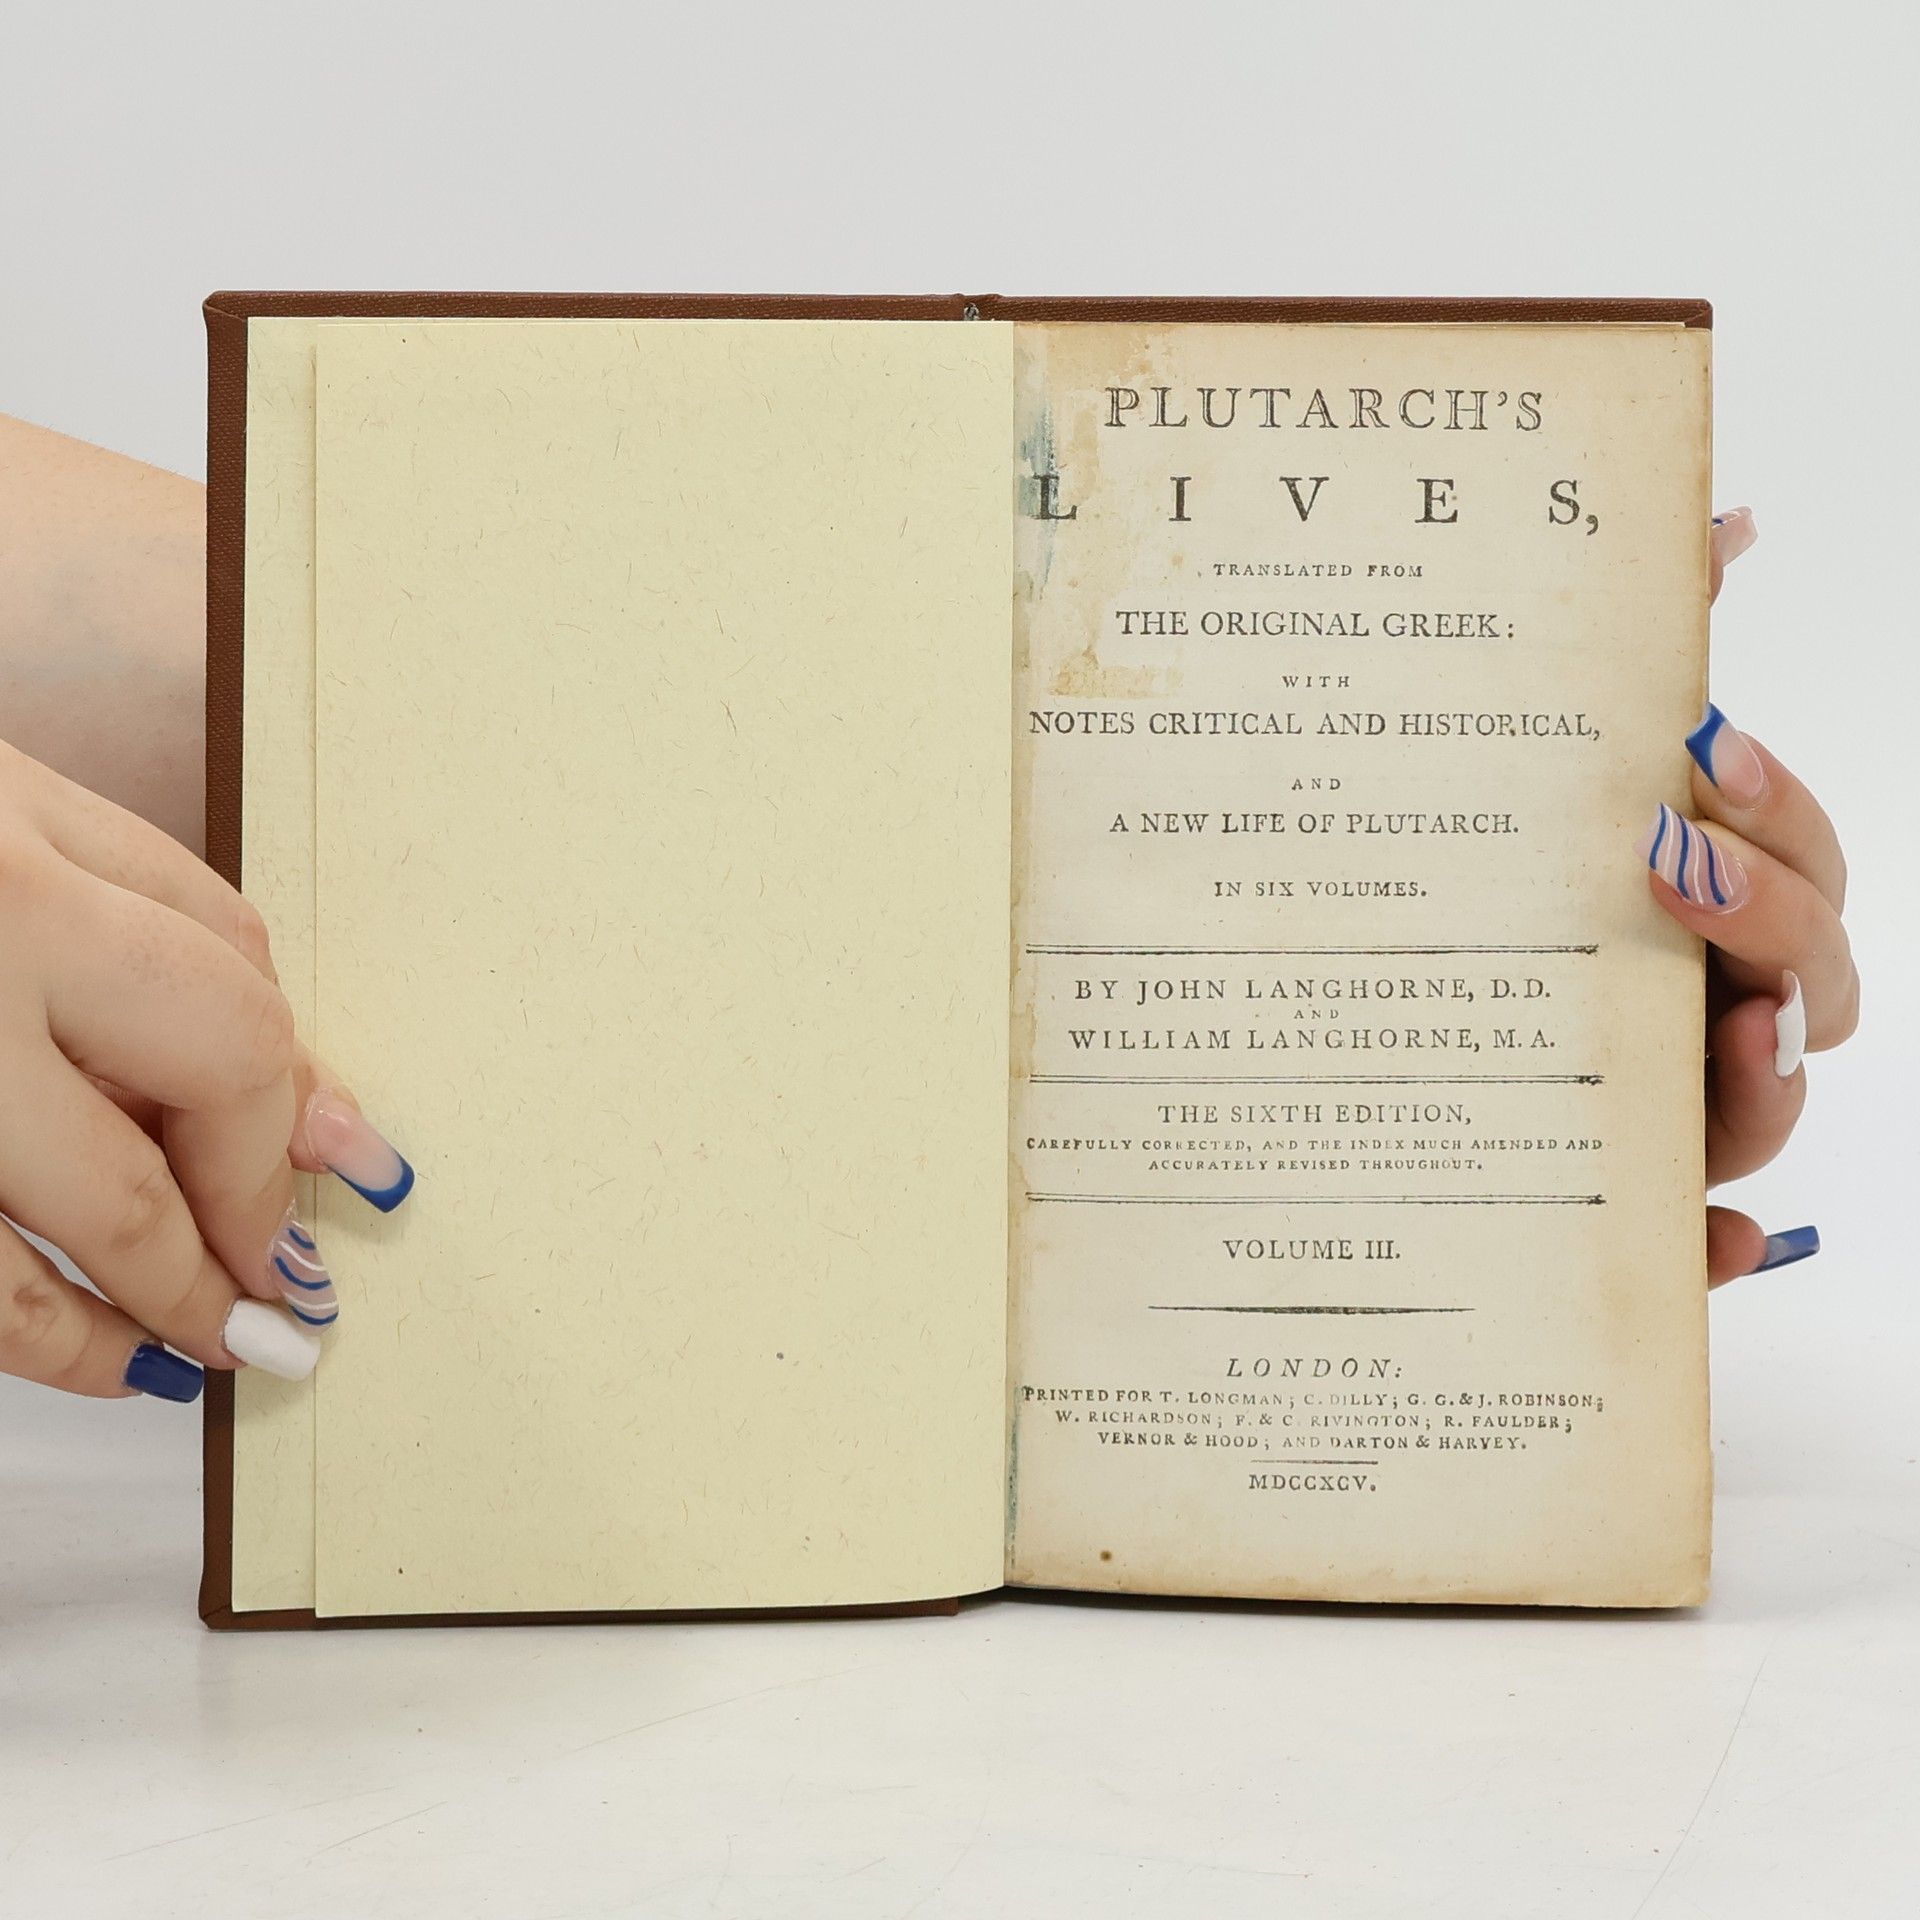 PLUTARCH'S
LIVES,
TRANSLATED FROM
THE ORIGINAL GREEK:
WITH
NOTES CRITICAL AND HISTORICAL,
AND
A NEW LIFE OF PLUTARCH.
IN SIX VOLUMES.
BY JOHN LANGHORNE, D.D.
AND
WILLIAM LANGHORNE, M.A.
THE SIXTH EDITION,
CAREFULLY CORRECTED, AND THE INDEX MUCH AMENDED AND
ACCURATELY REVISED THROUGHOUT.
VOLUME III.
LONDON:
PRINTED FOR T. LONGMAN; C. DILLY; G. G. & J. ROBINSON;
W. RICHARDSON; F. & C. RIVINGTON; R. FAULDER;
VERNOR & HOOD; AND DARTON & HARVEY.
MDCCXCV.